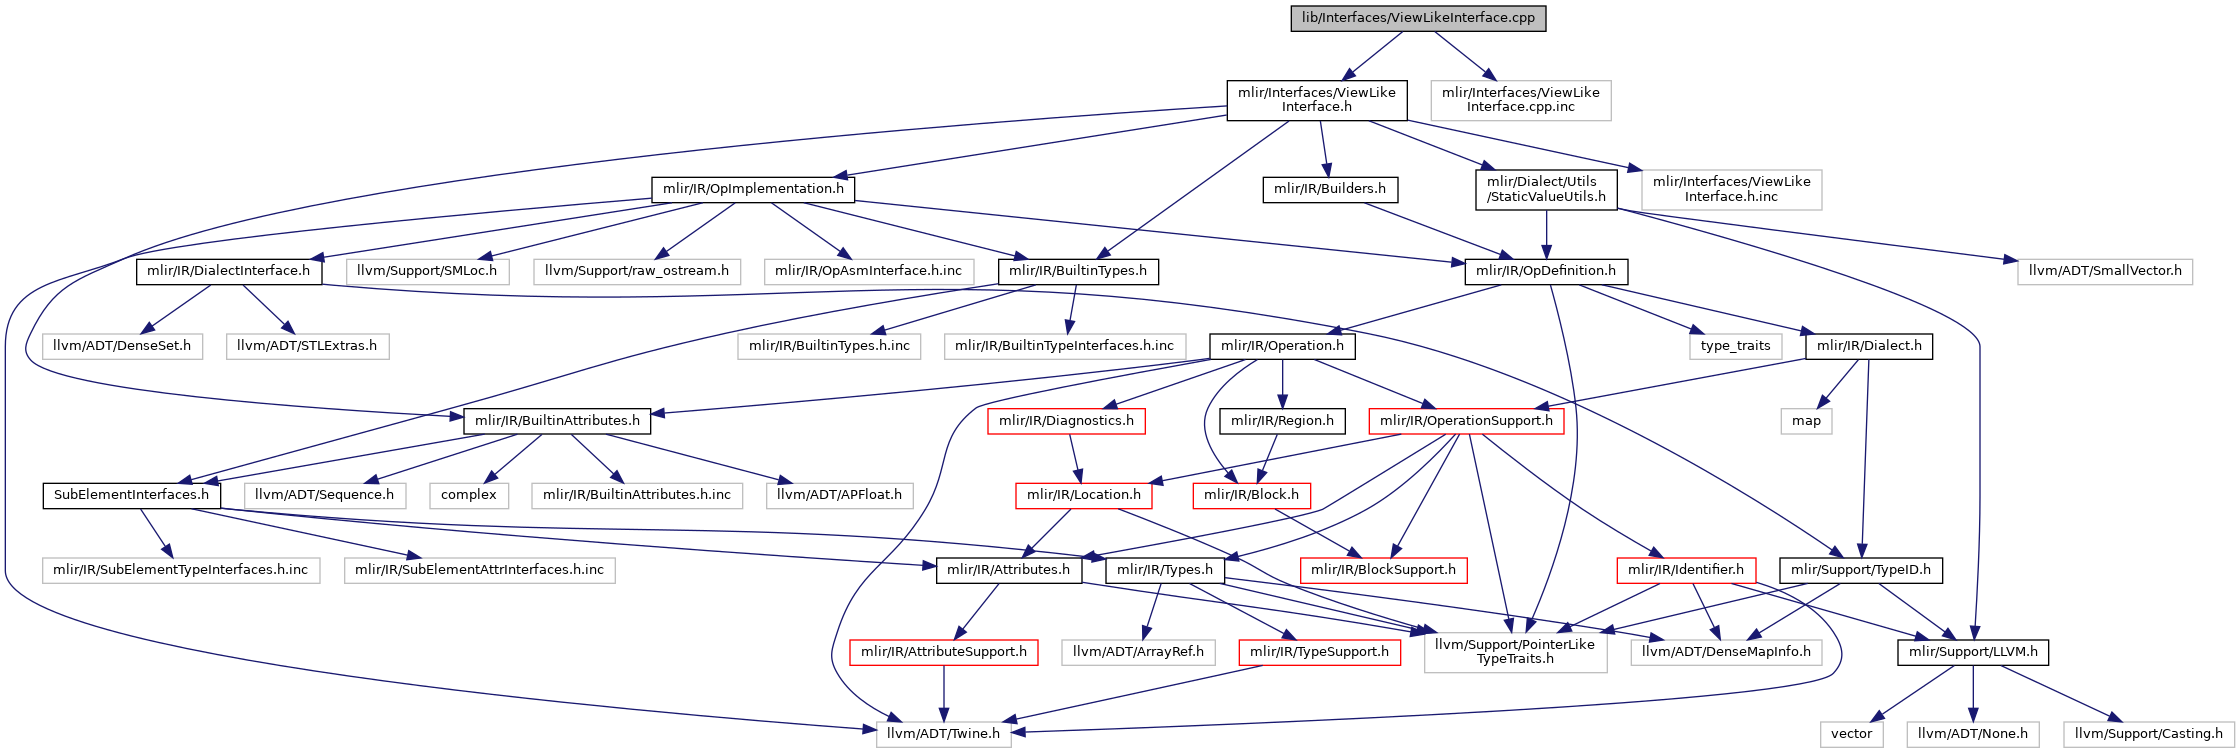 lib/Interfaces/ViewLikeInterface.cpp
mlir/Interfaces/ViewLike
Interface.h
mlir/Interfaces/ViewLike
Interface.cpp.inc
mlir/IR/OpImplementation.h
mlir/IR/Builders.h
mlir/Dialect/Utils
/StaticValueUtils.h
mlir/Interfaces/ViewLike
Interface.h.inc
mlir/IR/DialectInterface.h
llvm/Support/SMLoc.h
llvm/Support/raw_ostream.h
mlir/IR/OpAsmInterface.h.inc
mlir/IR/BuiltinTypes.h
mlir/IR/OpDefinition.h
llvm/ADT/SmallVector.h
llvm/ADT/DenseSet.h
llvm/ADT/STLExtras.h
mlir/IR/BuiltinTypes.h.inc
mlir/IR/BuiltinTypeInterfaces.h.inc
mlir/IR/Operation.h
type_traits
mlir/IR/Dialect.h
mlir/IR/BuiltinAttributes.h
mlir/IR/Diagnostics.h
mlir/IR/Region.h
mlir/IR/OperationSupport.h
map
SubElementInterfaces.h
llvm/ADT/Sequence.h
complex
mlir/IR/BuiltinAttributes.h.inc
llvm/ADT/APFloat.h
mlir/IR/Location.h
mlir/IR/Block.h
mlir/IR/SubElementTypeInterfaces.h.inc
mlir/IR/SubElementAttrInterfaces.h.inc
mlir/IR/Attributes.h
mlir/IR/Types.h
mlir/IR/BlockSupport.h
mlir/IR/Identifier.h
mlir/Support/TypeID.h
mlir/IR/AttributeSupport.h
llvm/ADT/ArrayRef.h
mlir/IR/TypeSupport.h
llvm/Support/PointerLike
TypeTraits.h
llvm/ADT/DenseMapInfo.h
mlir/Support/LLVM.h
llvm/ADT/Twine.h
vector
llvm/ADT/None.h
llvm/Support/Casting.h